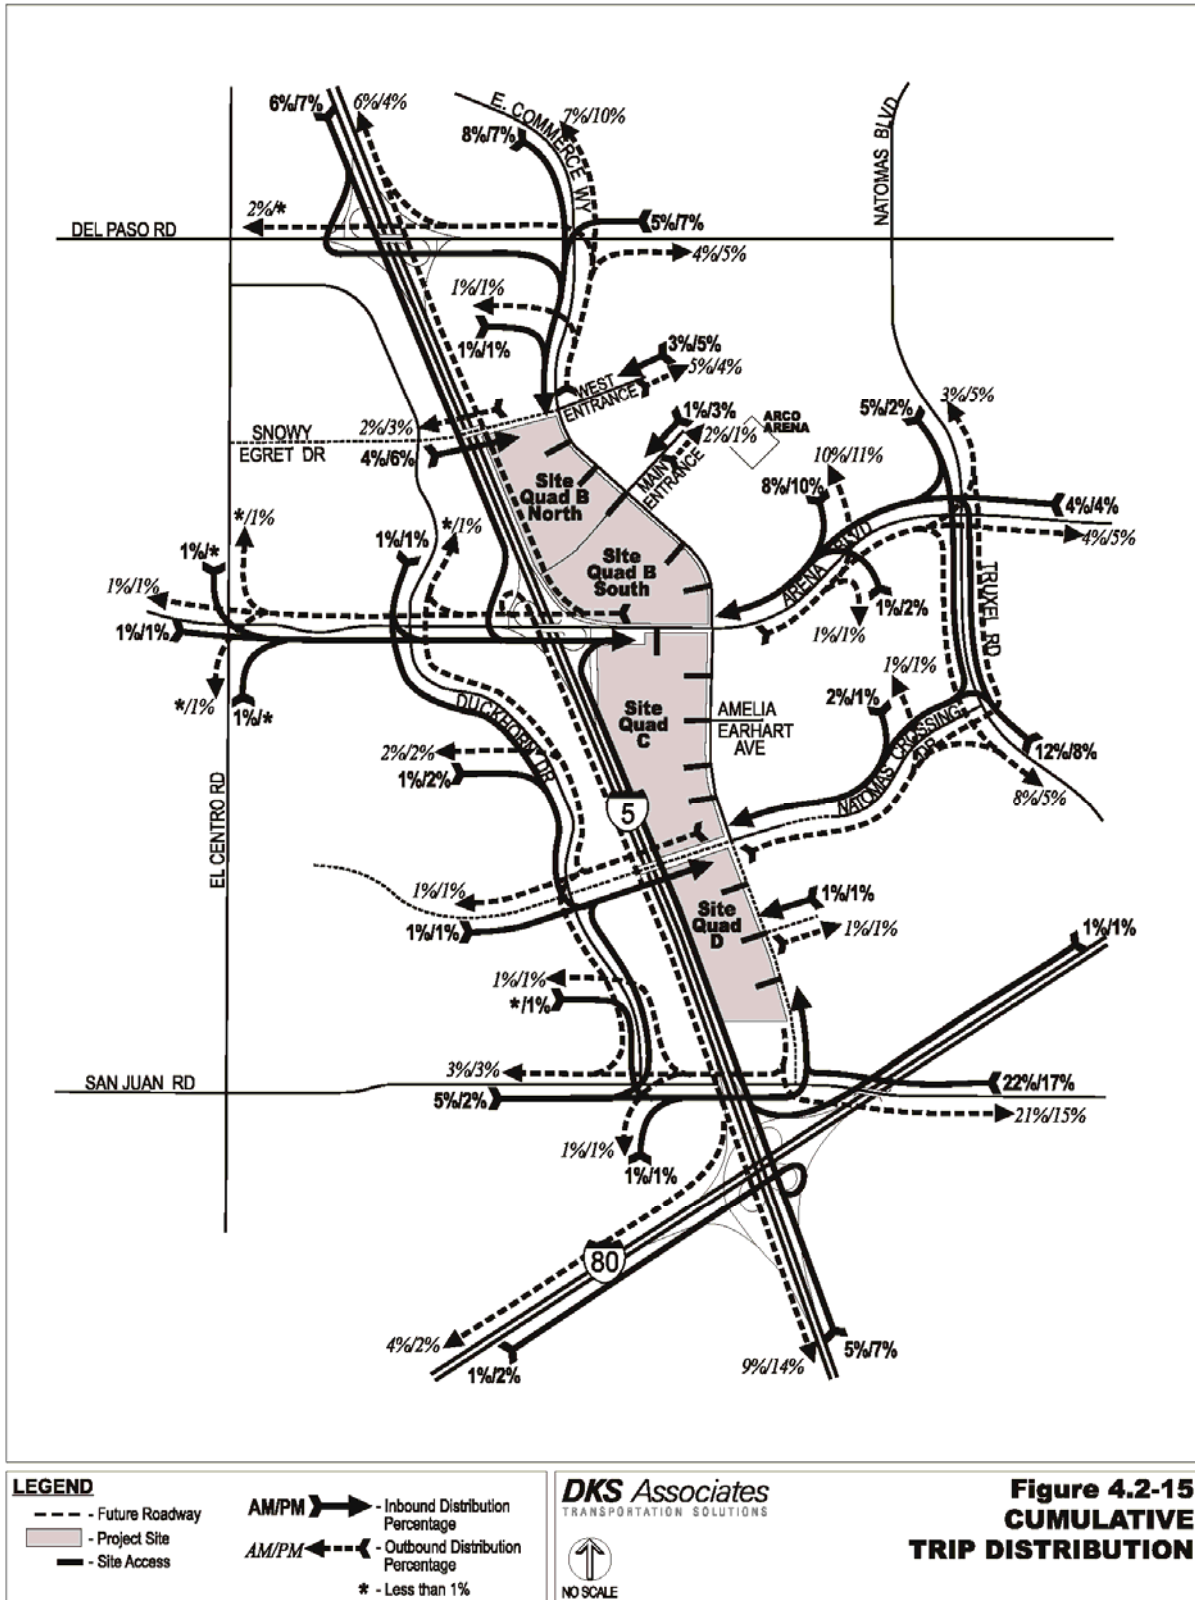 6%/7%
6%/4%
E. COMMERCE WY
8%/7%
7%/10%
NATOMAS BLVD
2%/*
DEL PASO RD
5%/7%
4%/5%
1%/1%
1%/1%
3%/5%
5%/4%
WEST
ENTRANCE
2%/3%
SNOWY
EGRET DR
4%/6%
1%/3%
2%/1%
ARCO
ARENA
MAIN
ENTRANCE
5%/2%
3%/5%
10%/11%
8%/10%
4%/4%
4%/5%
Site
Quad B
North
*/1%
1%/*
1%/1%
*/1%
1%/1%
1%/1%
Site
Quad B
South
ARENA BLVD
1%/2%
1%/1%
TRUXEL RD
*/1%
1%/*
DUCKHORN DR
Site
Quad
C
AMELIA
EARHART
AVE
1%/1%
2%/1%
NATOMAS CROSSING
DR
12%/8%
8%/5%
2%/2%
1%/2%
EL CENTRO RD
5
1%/1%
1%/1%
Site
Quad
D
1%/1%
1%/1%
1%/1%
1%/1%
*/1%
3%/3%
SAN JUAN RD
5%/2%
22%/17%
21%/15%
1%/1%
1%/1%
80
4%/2%
1%/2%
9%/14%
5%/7%
LEGEND
- Future Roadway
- Project Site
- Site Access
AM/PM - Inbound Distribution
Percentage
AM/PM - Outbound Distribution
Percentage
* - Less than 1%
DKS Associates
TRANSPORTATION SOLUTIONS
NO SCALE
Figure 4.2-15
CUMULATIVE
TRIP DISTRIBUTION